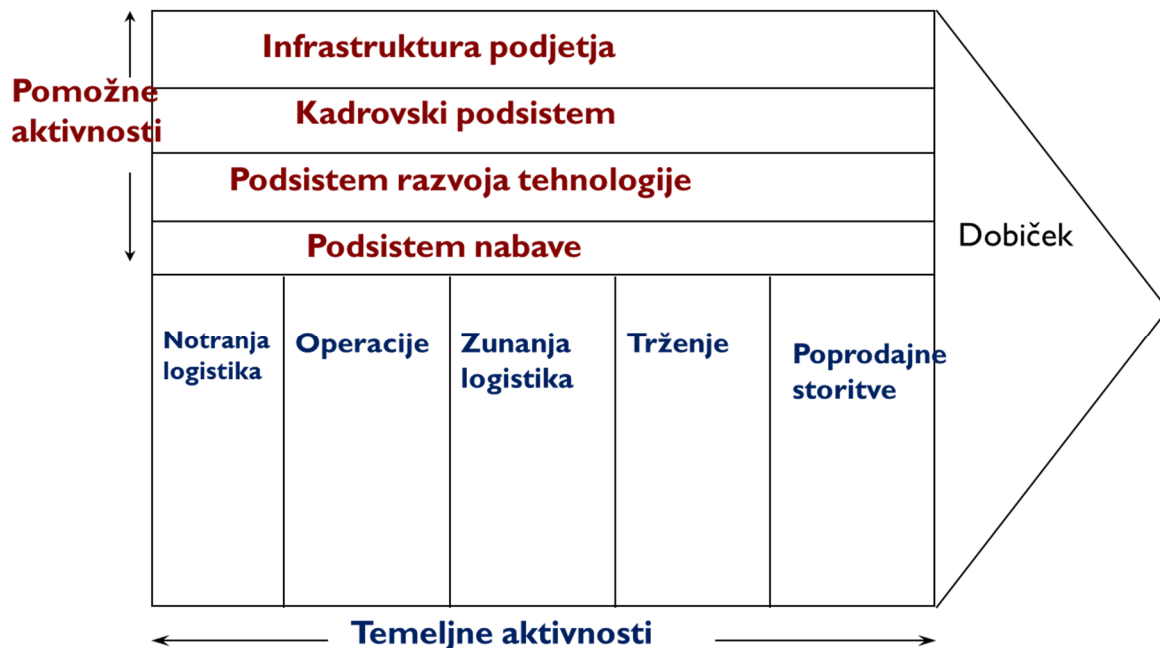 Infrastruktura podjetja
Pomožne
aktivnosti
Kadrovski podsistem
Podsistem razvoja tehnologije
Podsistem nabave
Dobiček
Notranja
logistika
Operacije
Zunanja
logistika
Trženje
Poprodajne
storitve
Temeljne aktivnosti